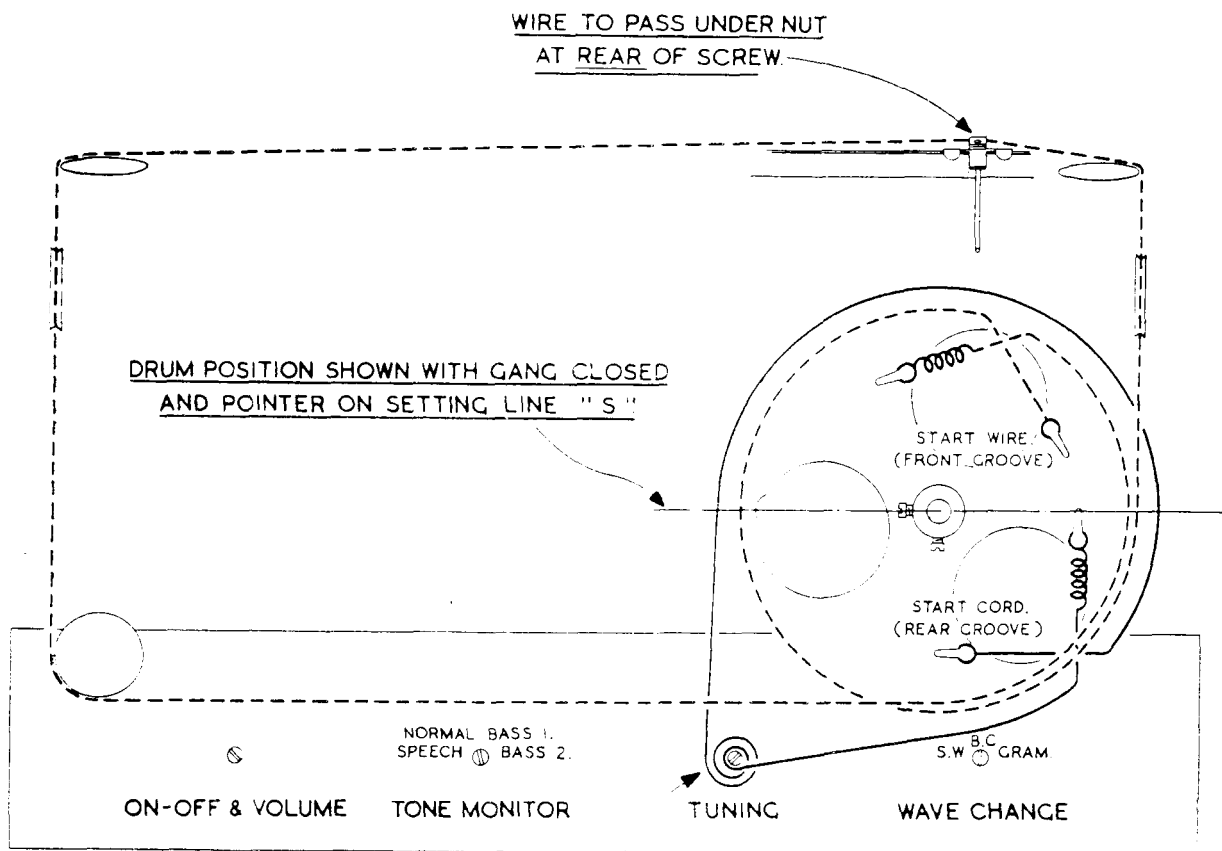 WIRE TO PASS UNDER NUT
AT REAR OF SCREW.
DRUM POSITION SHOWN WITH GANG CLOSED
AND POINTER ON SETTING LINE "S"
START WIRE.
(FRONT GROOVE)
START CORD.
(REAR GROOVE)
NORMAL BASS 1.
SPEECH BASS 2.
B.C
S.W GRAM.
ON-OFF & VOLUME TONE MONITOR TUNING WAVE CHANGE